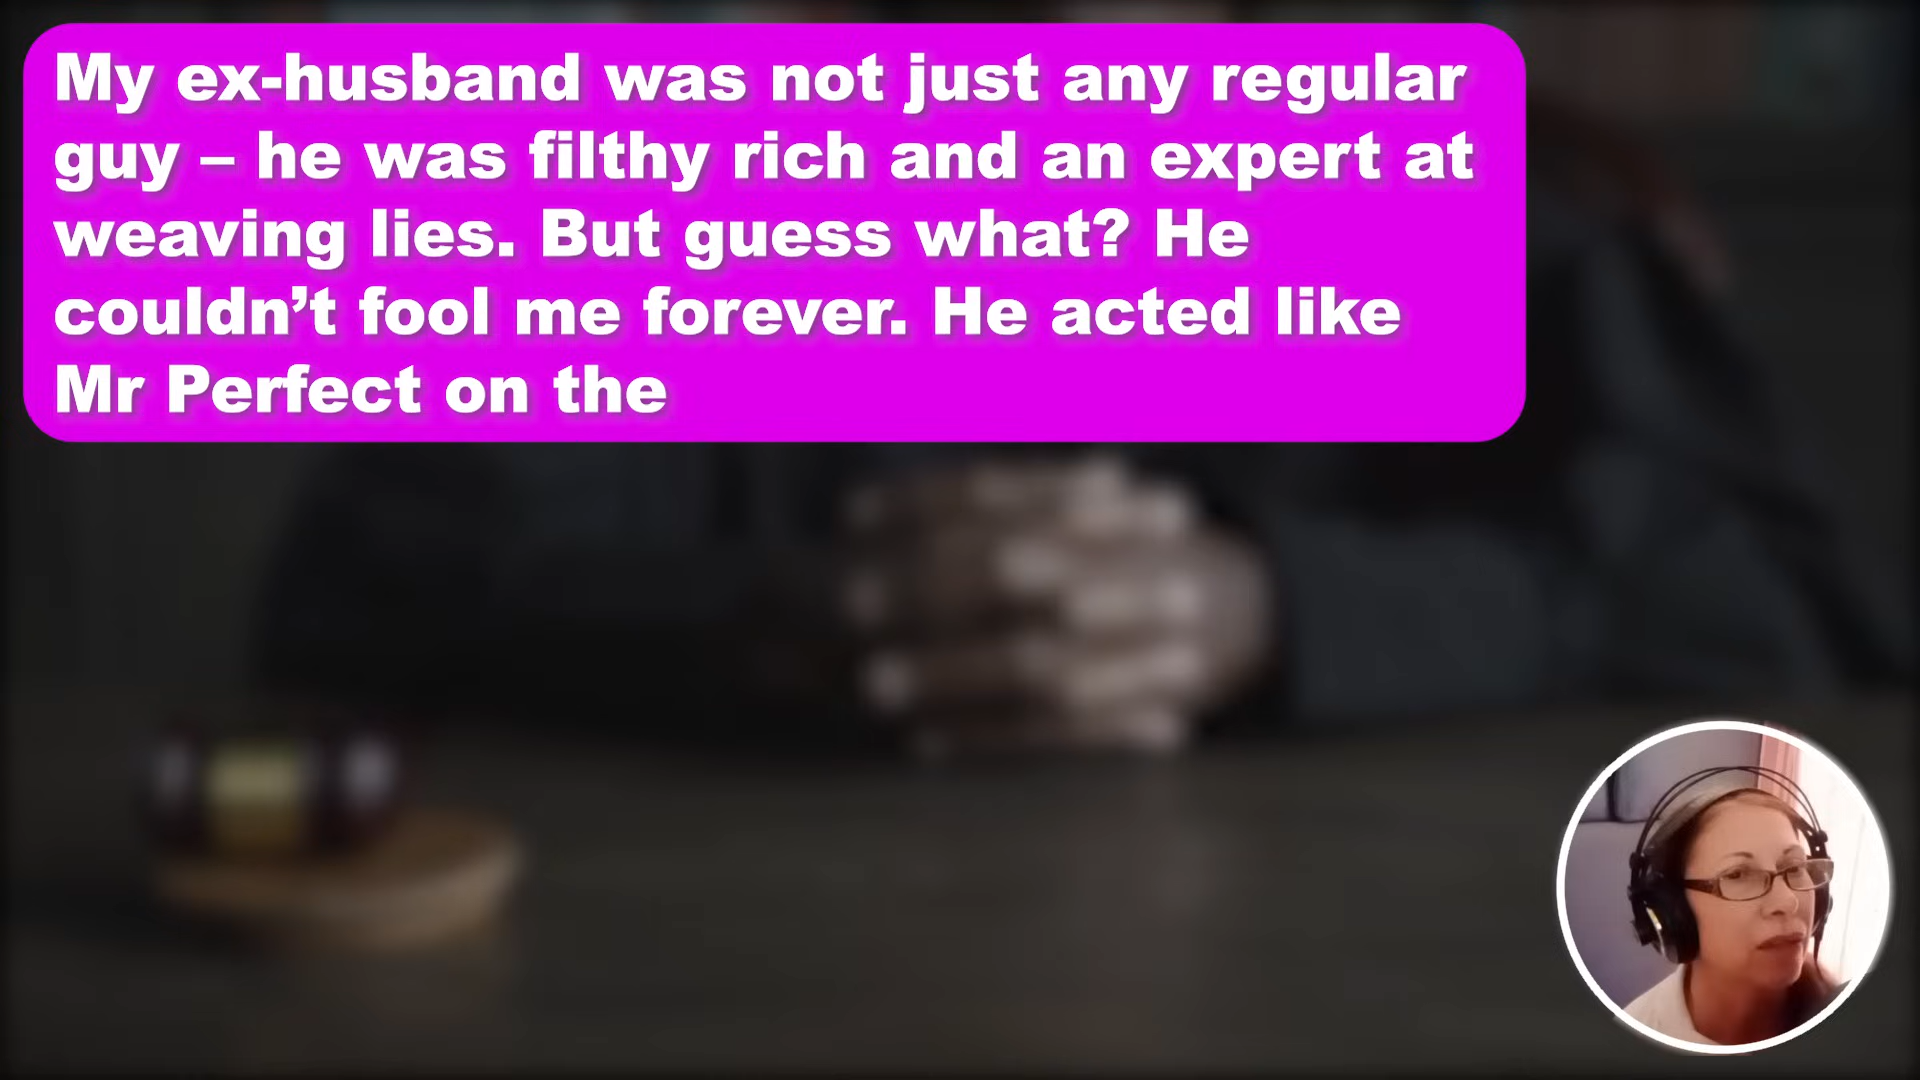 My ex-husband was not just any regular
guy – he was filthy rich and an expert at
weaving lies. But guess what? He
couldn’t fool me forever. He acted like
Mr Perfect on the